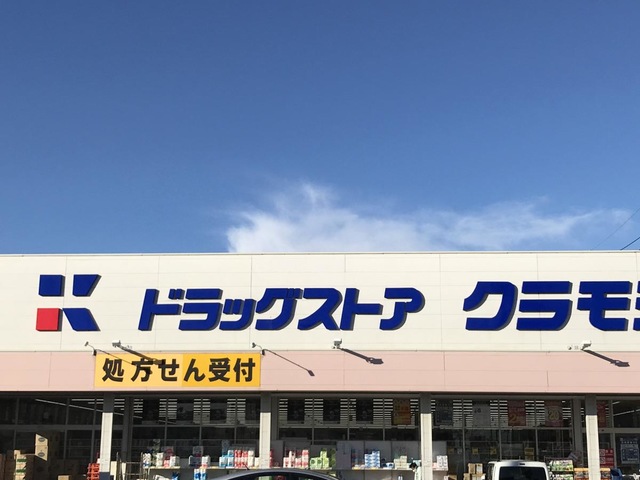 ドラッグストア クラモ
処方せん受付